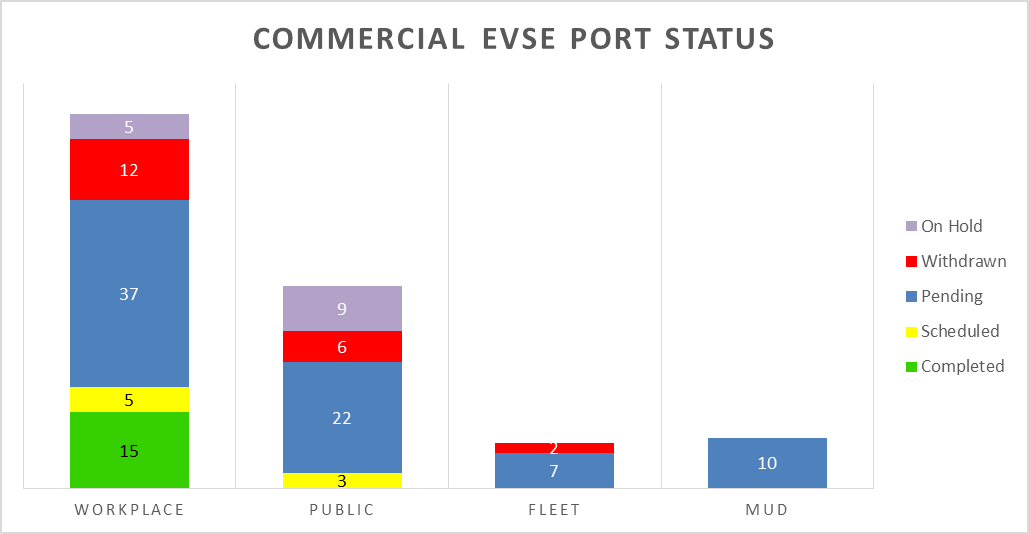 COMMERCIAL EVSE PORT STATUS
5
12
37
5
15
9
6
22
3
2
7
10
WORKPLACE PUBLIC FLEET MUD
On Hold
Withdrawn
Pending
Scheduled
Completed